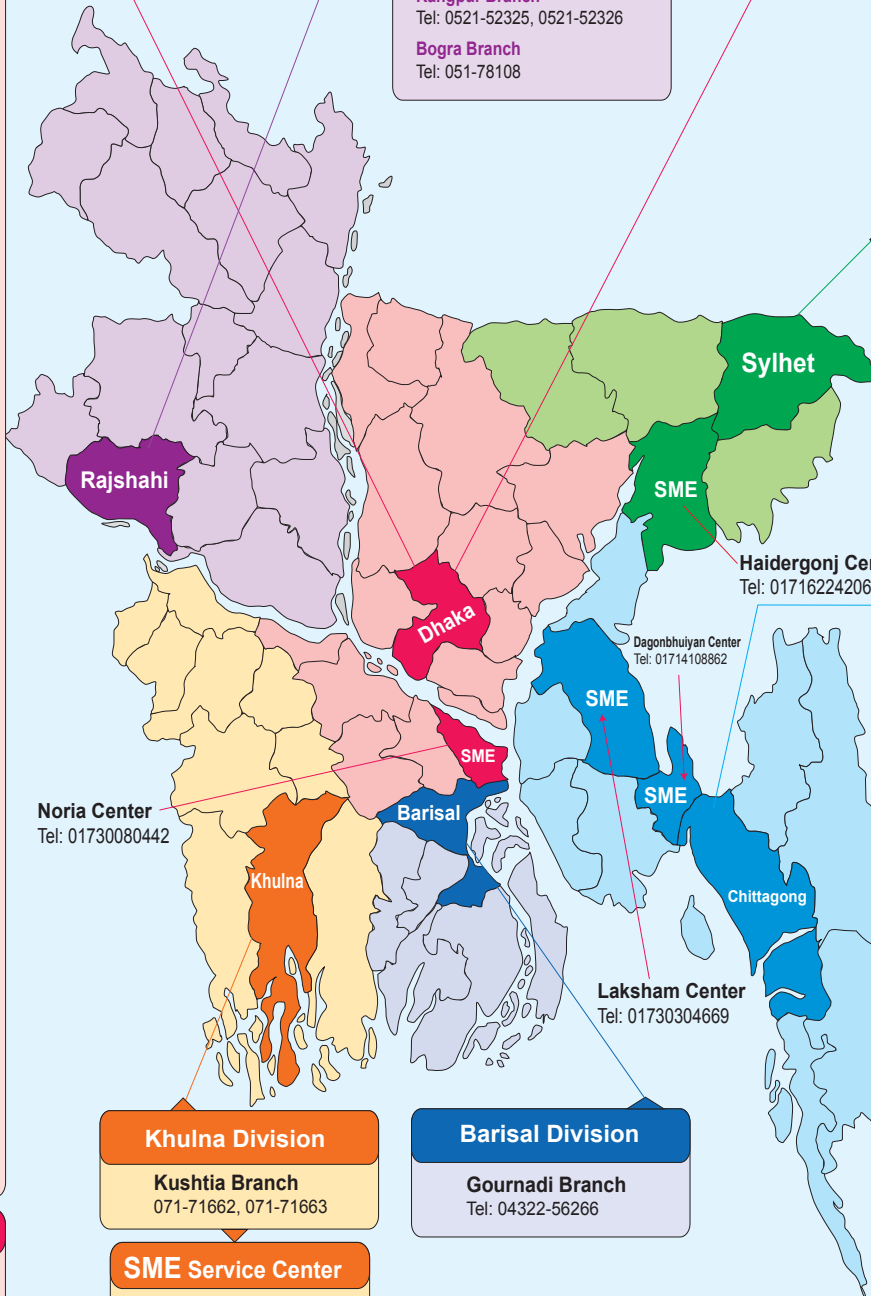 Tel: 0521-52325, 0521-52326
Bogra Branch
Tel: 051-78108
Sylhet
Rajshahi
SME
Haidergonj
Tel: 01716224206
Dhaka
Dagonbhuiyan Center
Tel: 01714108862
SME
SME
SME
Noria Center
Tel: 01730080442
Barisal
Khulna
Chittagong
Laksham Center
Tel: 01730304669
Khulna Division
Kushtia Branch
071-71662, 071-71663
Barisal Division
Gournadi Branch
Tel: 04322-56266
SME Service Center